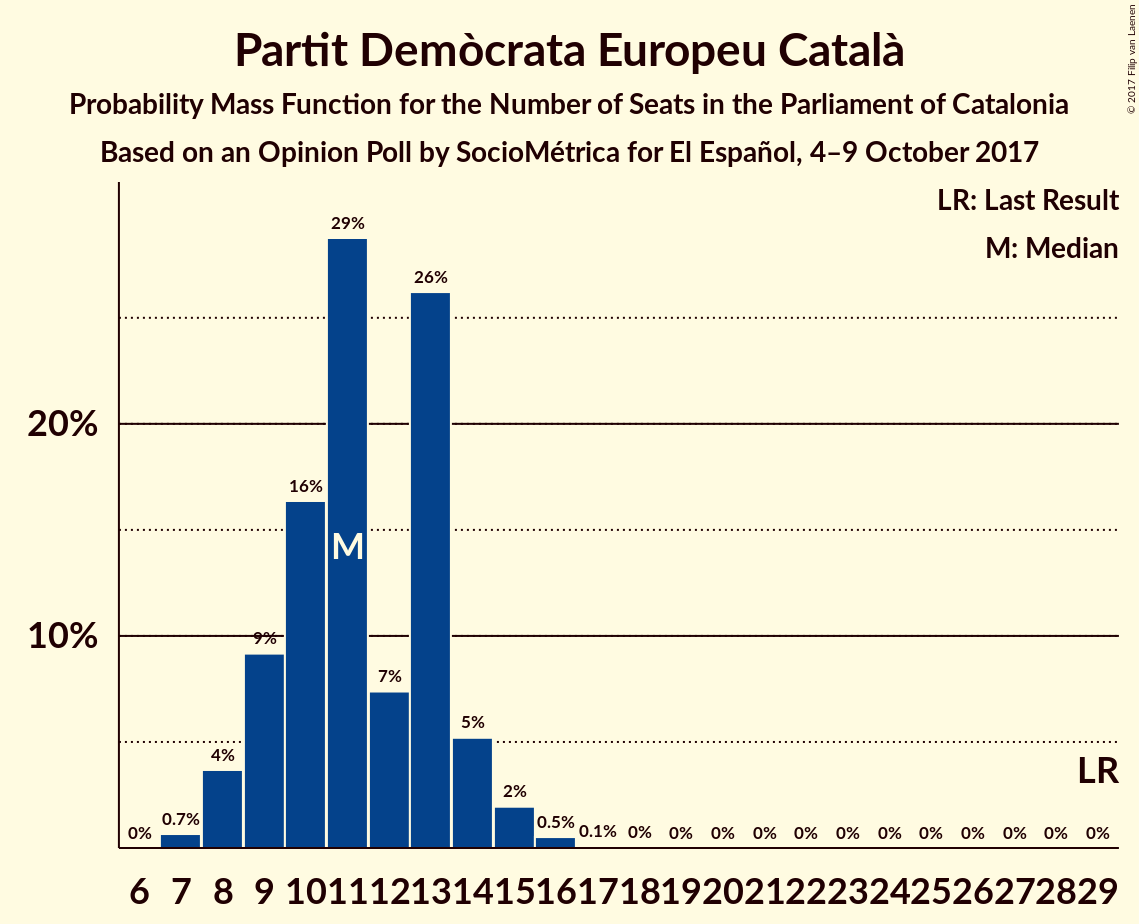 Partit Demòcrata Europeu Català
Probability Mass Function for the Number of Seats in the Parliament of Catalonia
Based on an Opinion Poll by SocioMétrica for El Español, 4–9 October 2017
© 2017 Filip van Laenen
LR: Last Result
M: Median
29%
26%
20%
16%
M
10%
9%
7%
5%
4%
LR
2%
0% 0.7% 0.5% 0.1% 0% 0% 0% 0% 0% 0% 0% 0% 0% 0% 0% 0%
6 7 8 9 10 11 12 13 14 15 16 17 18 19 20 21 22 23 24 25 26 27 28 29